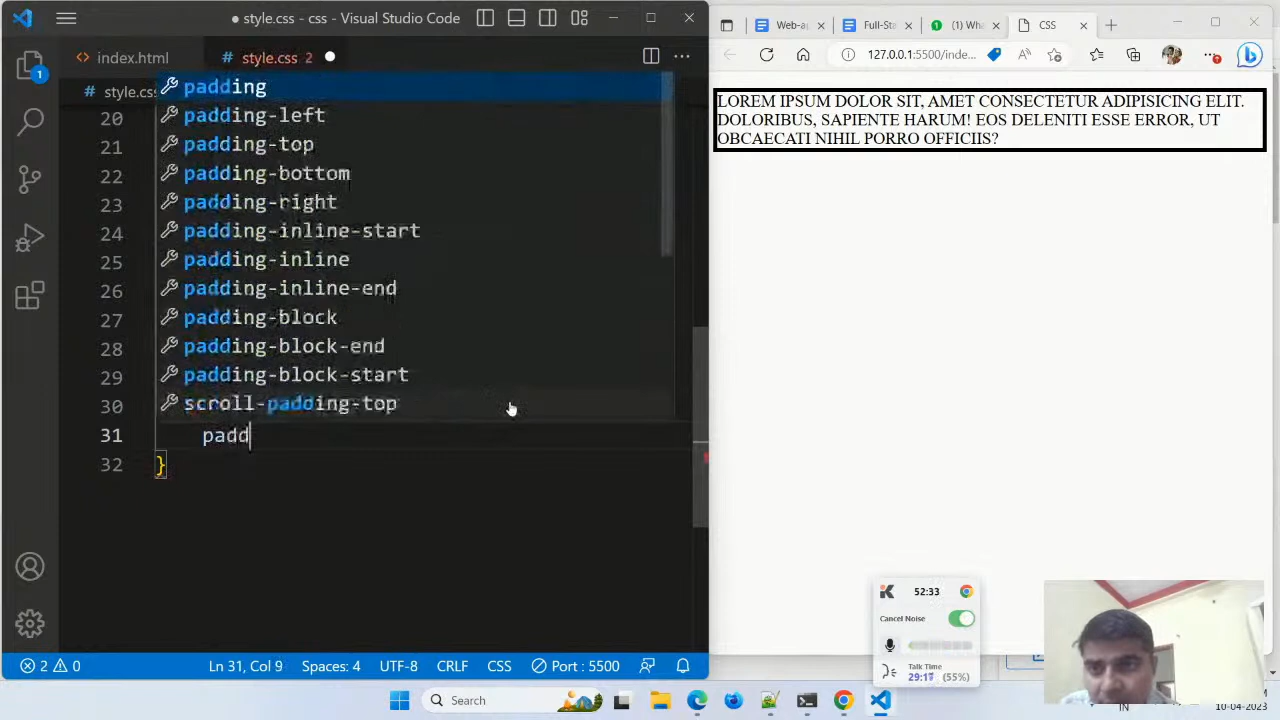 style.css - css - Visual Studio Code
index.html
style.css 2
style.css
padding
padding-left
padding-top
padding-bottom
padding-right
padding-inline-start
padding-inline
padding-inline-end
padding-block
padding-block-end
padding-block-start
scroll-padding-top
20
21
22
23
24
25
26
27
28
29
30
31 padd
32 }
1
2 0
Ln 31, Col 9
Spaces: 4
UTF-8
CRLF
CSS
Port : 5500
Web-a
Full-Sta
(1) Wha
CSS
127.0.0.1:5500/inde...
LOREM IPSUM DOLOR SIT, AMET CONSECTETUR ADIPISICING ELIT.
DOLORIBUS, SAPIENTE HARUM! EOS DELENITI ESSE ERROR, UT
OBCAECATI NIHIL PORRO OFFICIIS?
52:33
Cancel Noise
Talk Time
(55%)
Search
IN
10-04-2023